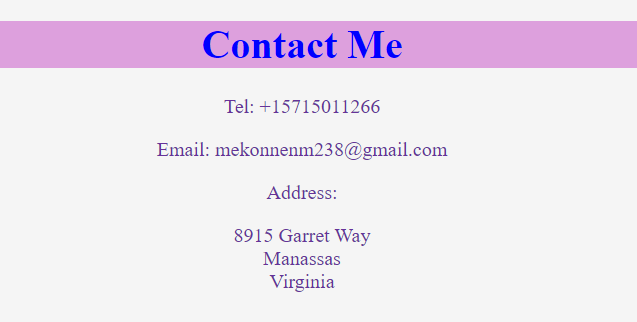 Contact Me
Tel: +15715011266
Email: mekonnenm238@gmail.com
Address:
8915 Garret Way
Manassas
Virginia